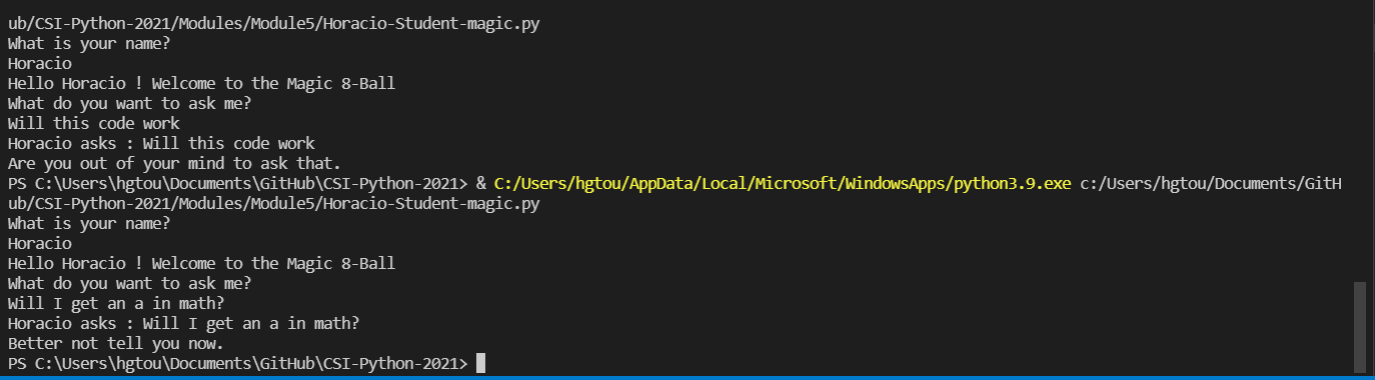 ub/CSI-Python-2021/Modules/Module5/Horacio-Student-magic.py
What is your name?
Horacio
Hello Horacio ! Welcome to the Magic 8-Ball
What do you want to ask me?
Will this code work
Horacio asks : Will this code work
Are you out of your mind to ask that.
PS C:\Users\hgtou\Documents\GitHub\CSI-Python-2021> & C:/Users/hgtou/AppData/Local/Microsoft/WindowsApps/python3.9.exe c:/Users/hgtou/Documents/GitH
ub/CSI-Python-2021/Modules/Module5/Horacio-Student-magic.py
What is your name?
Horacio
Hello Horacio ! Welcome to the Magic 8-Ball
What do you want to ask me?
Will I get an a in math?
Horacio asks : Will I get an a in math?
Better not tell you now.
PS C:\Users\hgtou\Documents\GitHub\CSI-Python-2021>